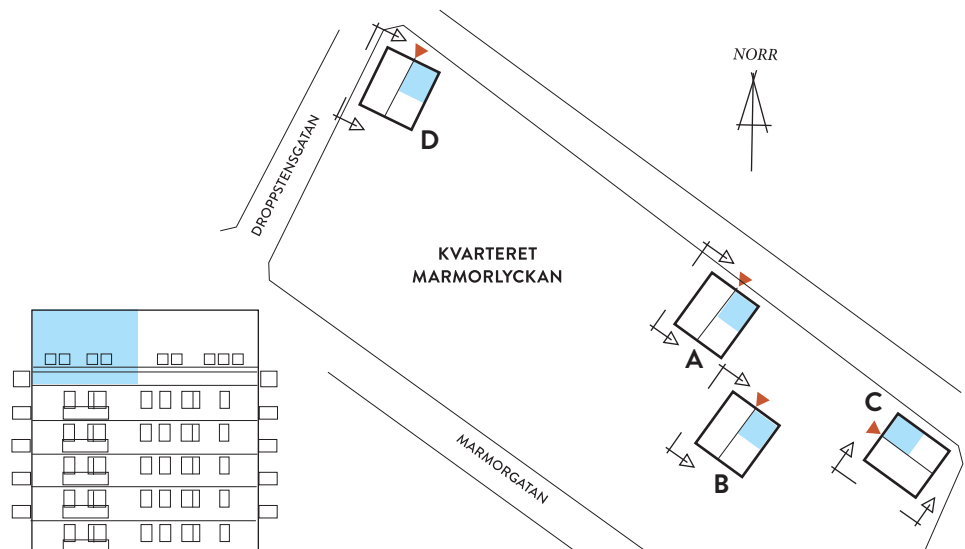 NORR
D
DROPPSTENSGATAN
KVARTERET
MARMORLYCKAN
A
C
B
MARMORGATAN